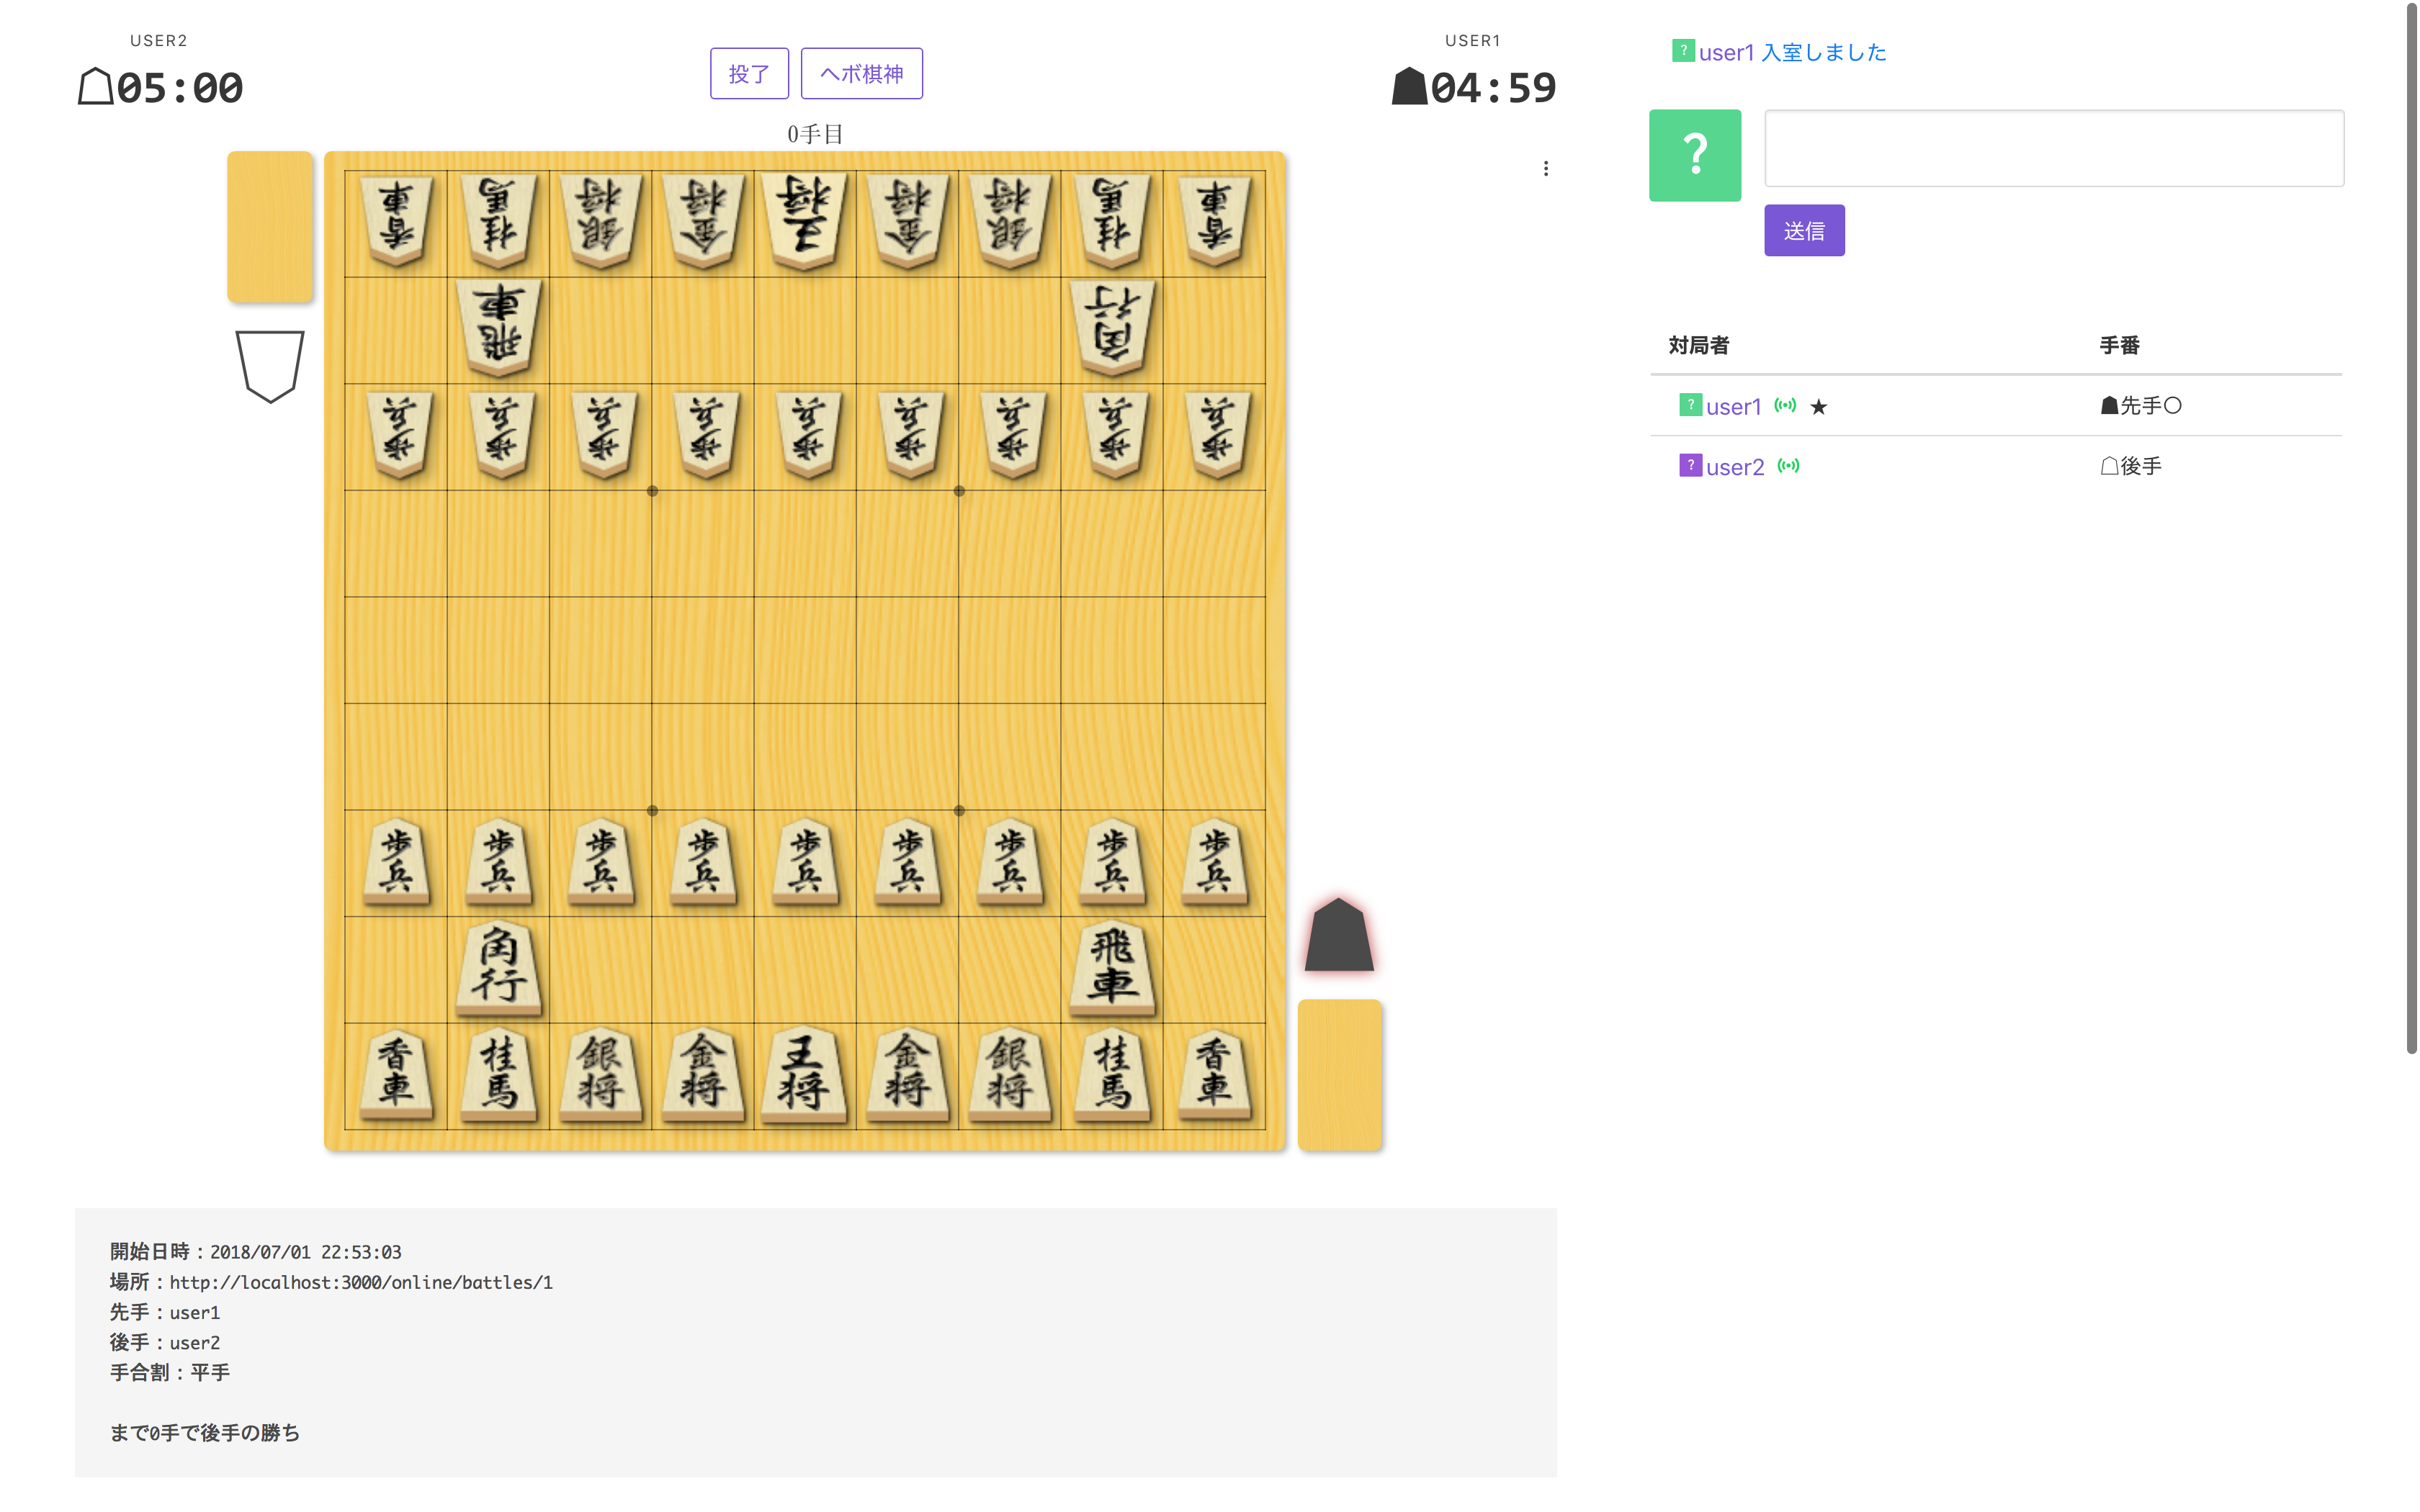 USER2
05:00
投了
ヘボ棋神
USER1
04:59
0手目
香車 桂馬 銀将 金将 王将 金将 銀将 桂馬 香車
飛車 角行
歩兵 歩兵 歩兵 歩兵 歩兵 歩兵 歩兵 歩兵 歩兵
歩兵 歩兵 歩兵 歩兵 歩兵 歩兵 歩兵 歩兵 歩兵
角行 飛車
香車 桂馬 銀将 金将 王将 金将 銀将 桂馬 香車
開始日時：2018/07/01 22:53:03
場所：http://localhost:3000/online/battles/1
先手：user1
後手：user2
手合割：平手
まで0手で後手の勝ち
? user1 入室しました
?
送信
対局者 手番
? user1 ★ ☗先手○
? user2 ☖後手